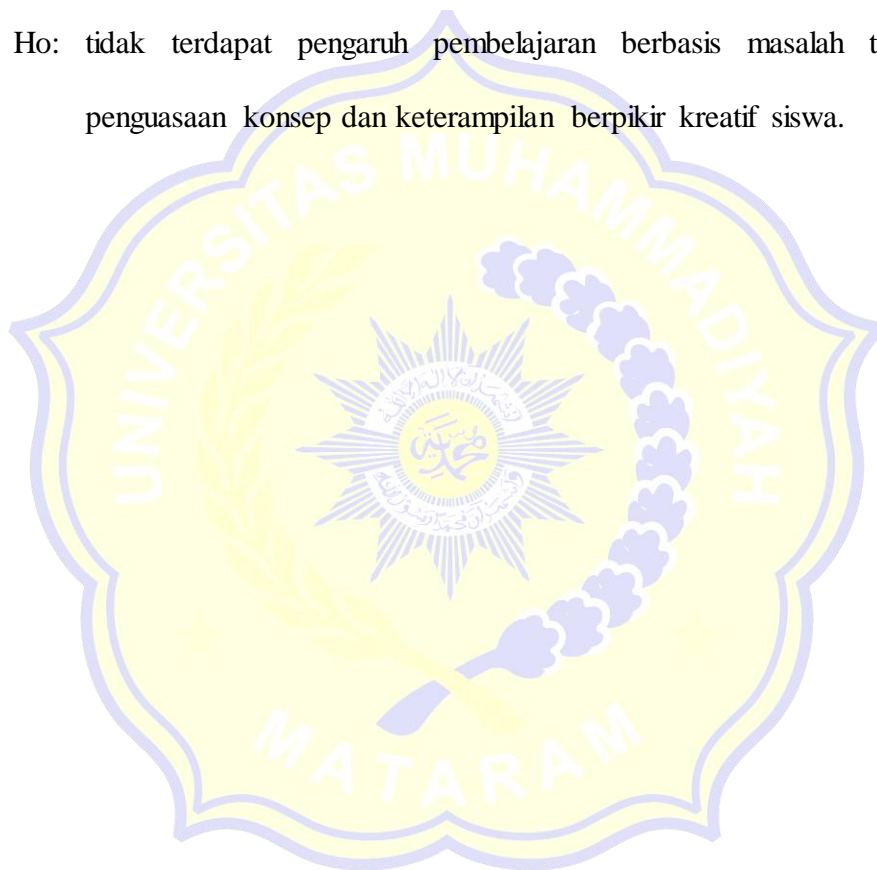 Ho: tidak terdapat pengaruh pembelajaran berbasis masalah t
penguasaan konsep dan keterampilan berpikir kreatif siswa.
UNIVERSITAS MUHAMMADIYAH
MATARAM